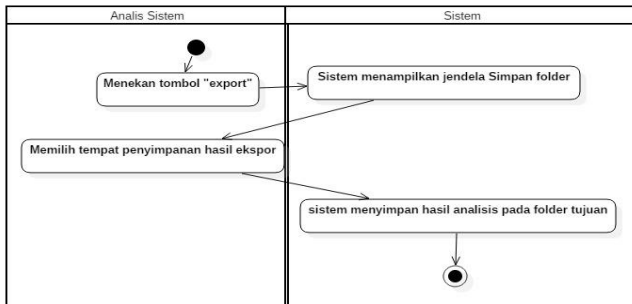 Analis Sistem
Sistem
Menekan tombol "export"
Sistem menampilkan jendela Simpan folder
Memilih tempat penyimpanan hasil ekspor
sistem menyimpan hasil analisis pada folder tujuan